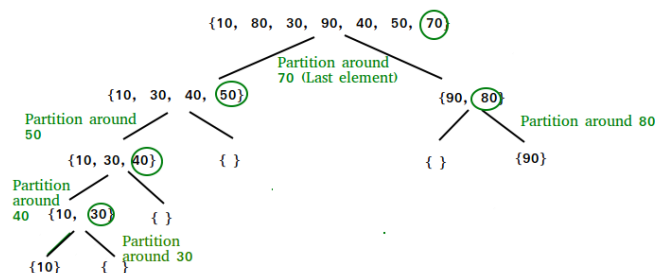 {10, 80, 30, 90, 40, 50, 70}
Partition around
70 (Last element)
{10, 30, 40, 50}
{90, 80}
Partition around
50
Partition around 80
{10, 30, 40}
{ }
{ }
{90}
Partition
around
40
{10, 30}
{ }
Partition
around 30
{10}
{ }